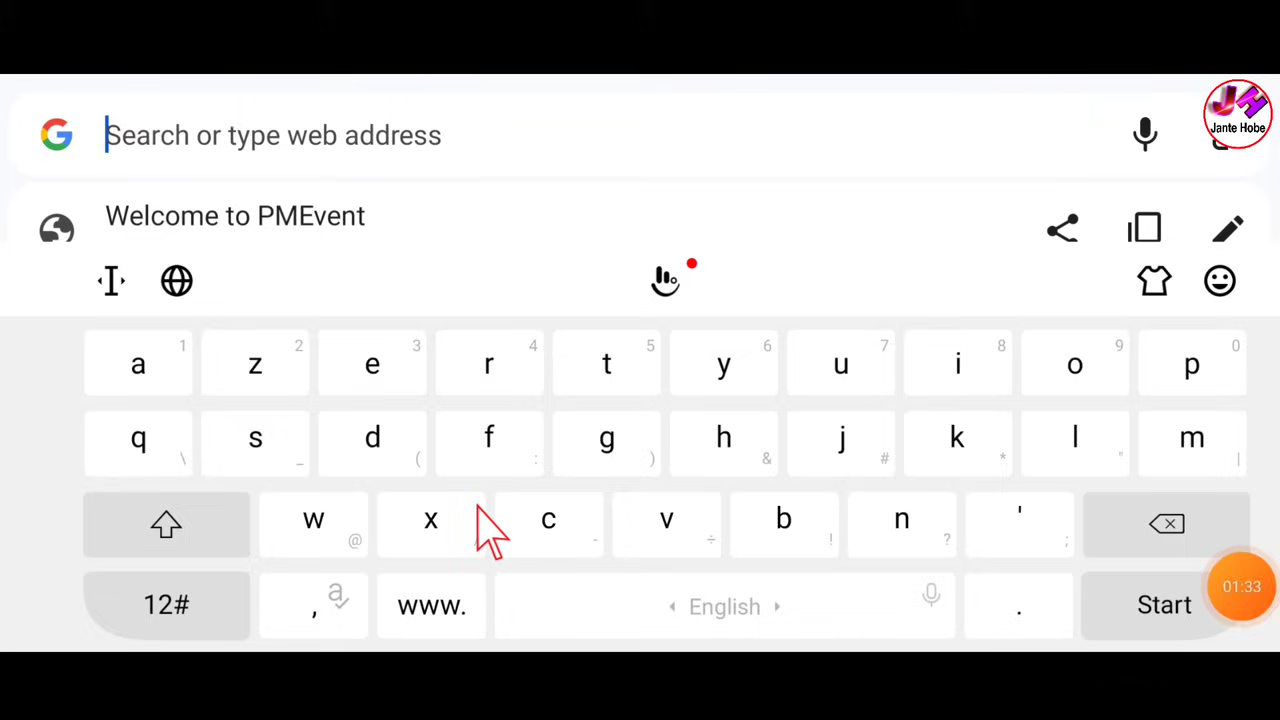 Search or type web address
JH
Jante Hobe
Welcome to PMEvent
a 1 z 2 e 3 r 4 t 5 y 6 u 7 i 8 o 9 p 0
q \ s _ d ( f : g ) h & j # k * l " m |
w @ x / c - v ÷ b ! n ? ' ;
12# , a www. English . Start
01:33